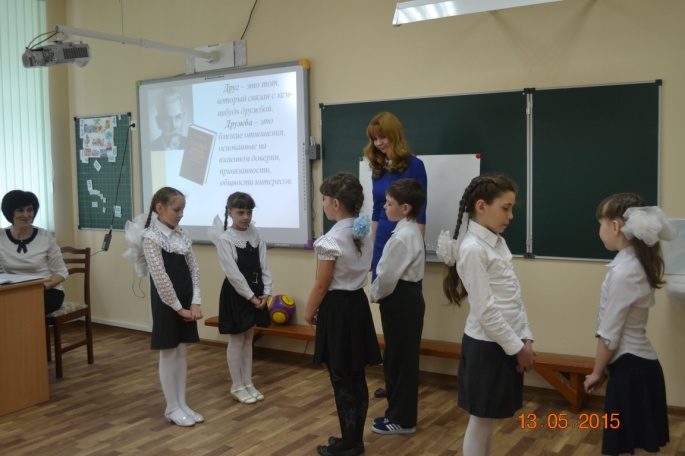 Друг – это тот,
который связан с кем-
нибудь дружбой.
Дружба – это
близкие отношения,
основанные на
взаимном доверии,
привязанности,
общности интересов.
13 05 2015